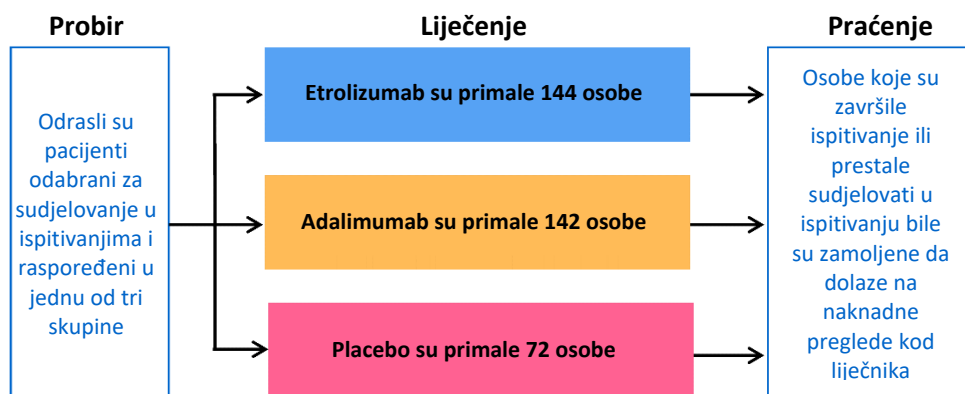 Probir
Liječenje
Praćenje
Odrasli su
pacijenti
odabrani za
sudjelovanje u
ispitivanjima i
raspoređeni u
jednu od tri
skupine
Etrolizumab su primale 144 osobe
Adalimumab su primale 142 osobe
Placebo su primale 72 osobe
Osobe koje su
završile
ispitivanje ili
prestale
sudjelovati u
ispitivanju bile
su zamoljene da
dolaze na
naknadne
preglede kod
liječnika